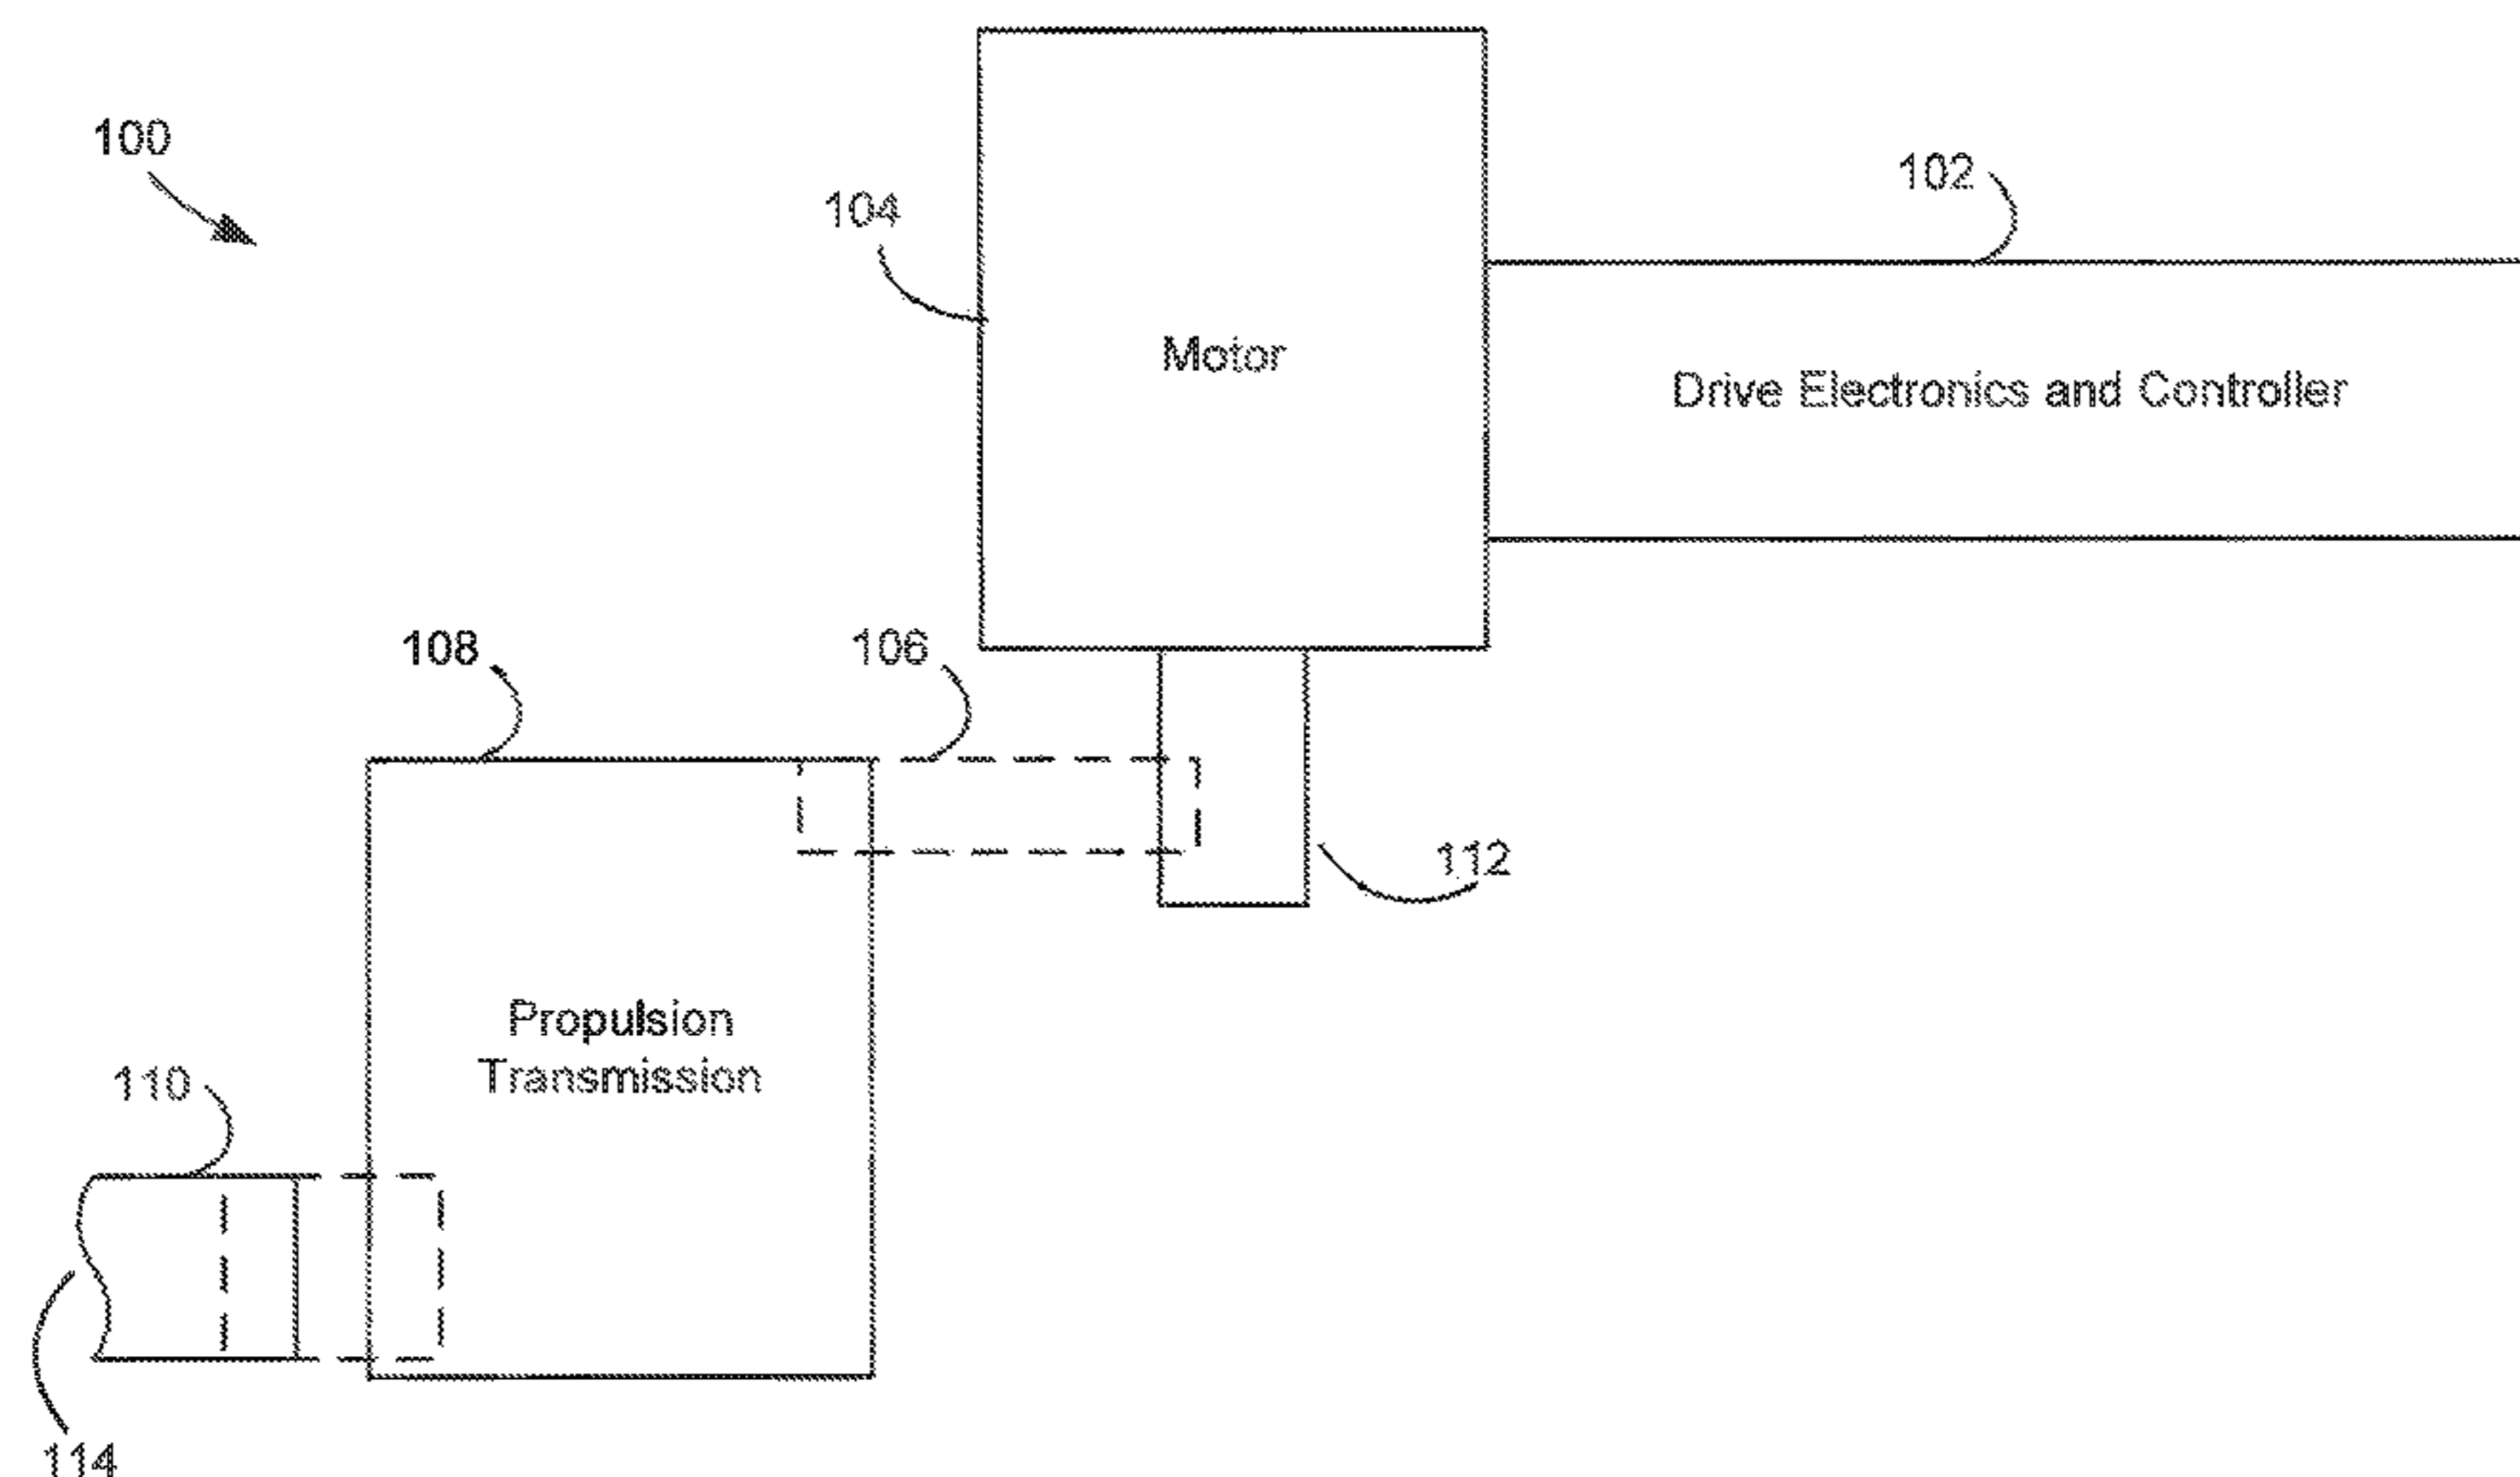 100
102
104
Motor
Drive Electronics and Controller
108
106
112
Propulsion
Transmission
110
114